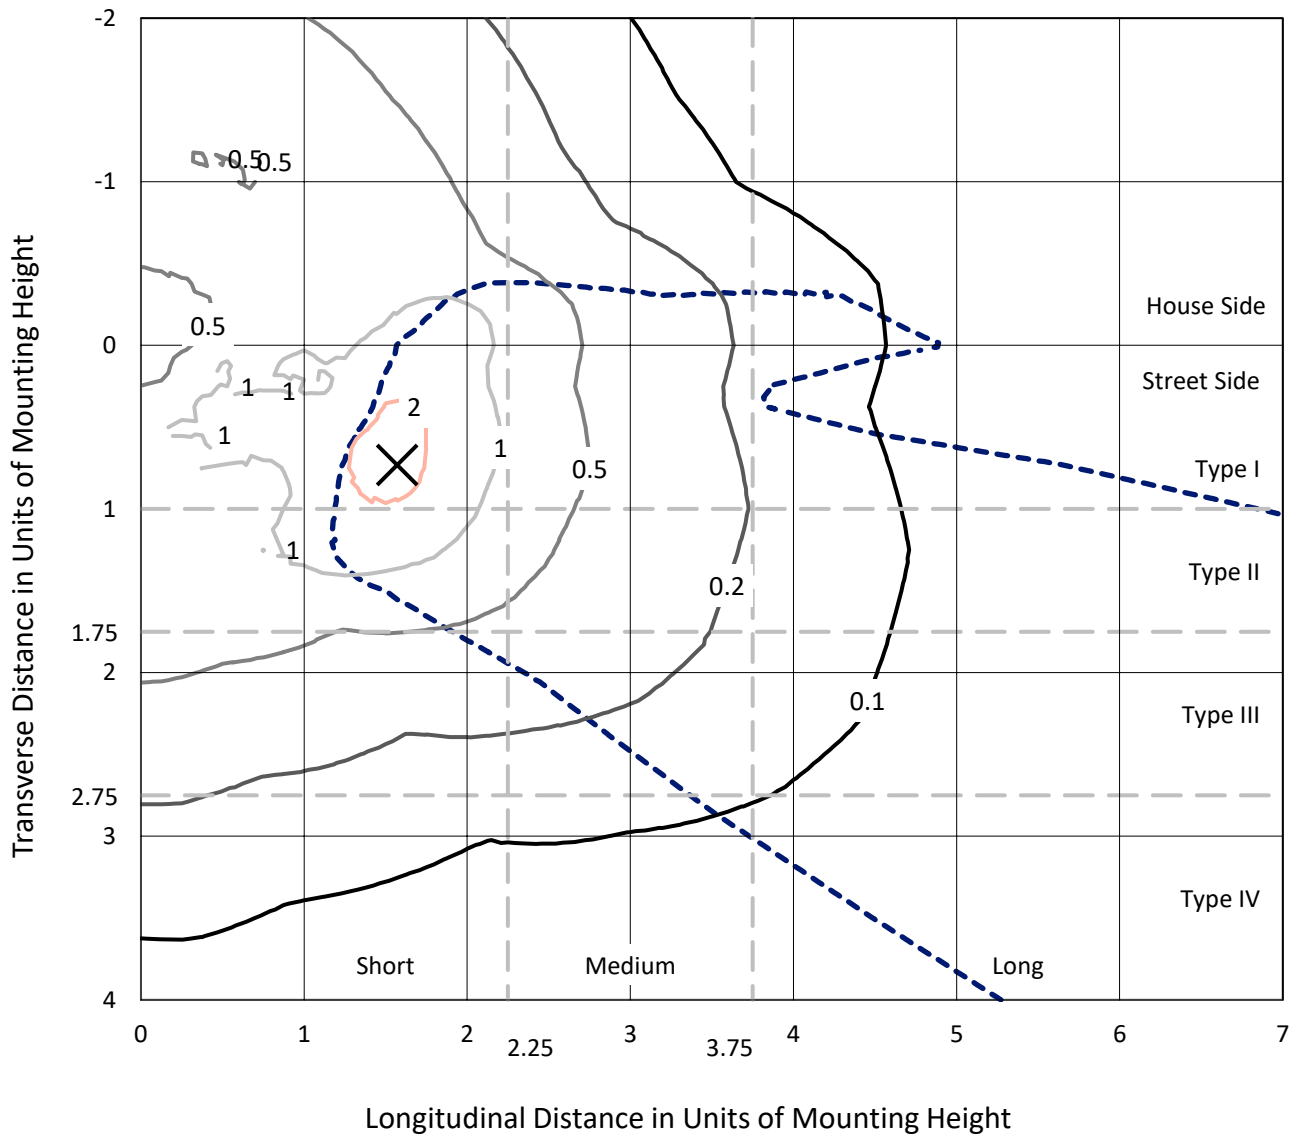 -2
-1
0
1
1.75
2
2.75
3
4
Transverse Distance in Units of Mounting Height
0.5
0.5
0.5
1
1
1
1
2
1
0.5
0.2
0.1
House Side
Street Side
Type I
Type II
Type III
Type IV
Short Medium Long
0 1 2 3 4 5 6 7
2.25 3.75
Longitudinal Distance in Units of Mounting Height